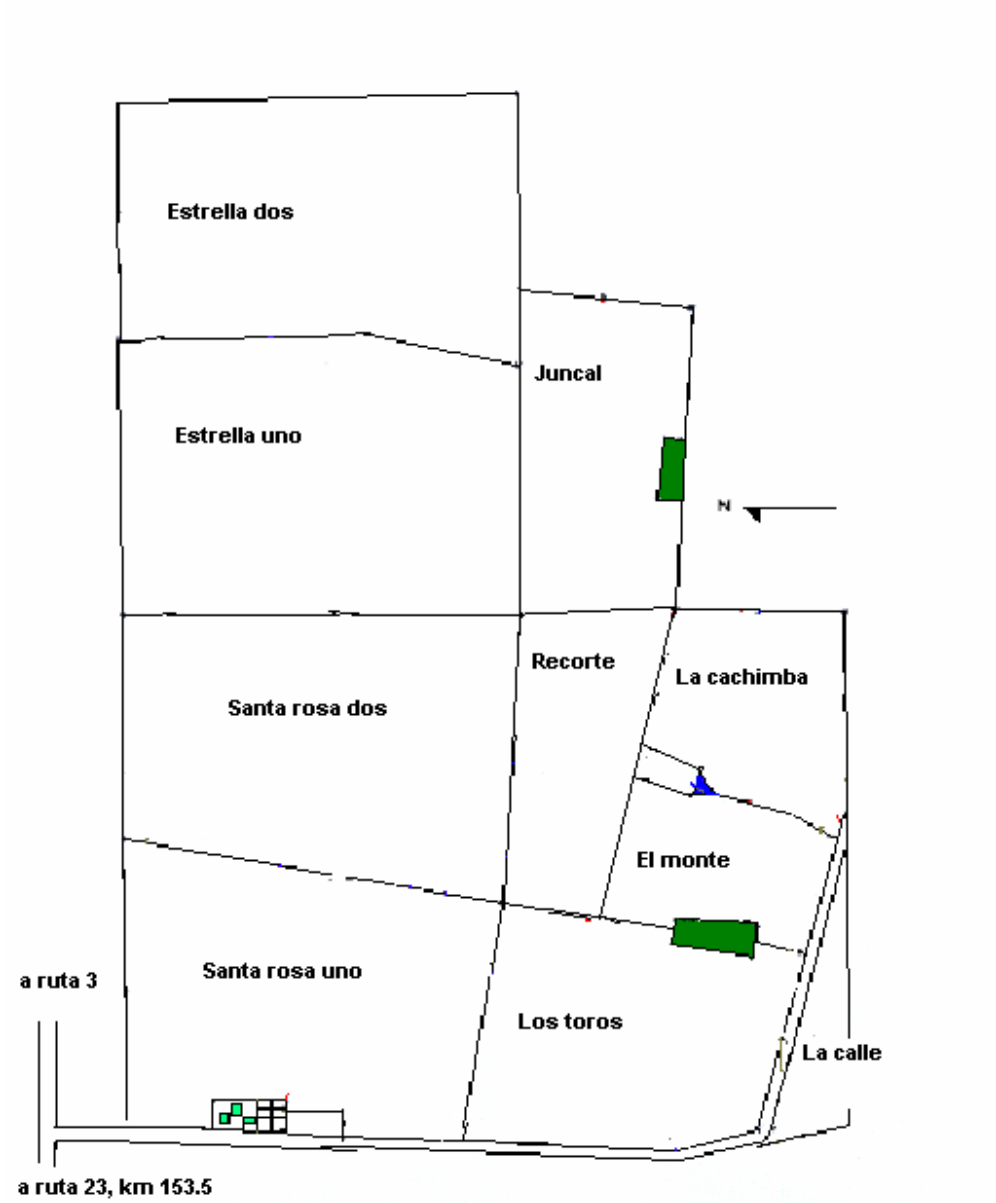 Estrella dos
Juncal
Estrella uno
N
Recorte
La cachimba
Santa rosa dos
El monte
Santa rosa uno
a ruta 3
Los toros
La calle
a ruta 23, km 153.5